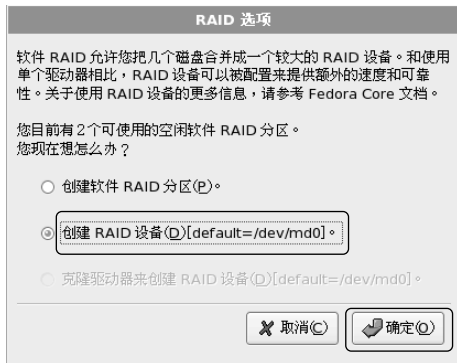 RAID 选项
软件 RAID 允许您把几个磁盘合并成一个较大的 RAID 设备。和使用
单个驱动器相比，RAID 设备可以被配置来提供额外的速度和可靠
性。关于使用 RAID 设备的更多信息，请参考 Fedora Core 文档。
您目前有2个可使用的空闲软件 RAID 分区。
您现在想怎么办？
创建软件 RAID 分区(P)。
创建 RAID 设备(D)[default=/dev/md0]。
克隆驱动器来创建 RAID 设备(D)[default=/dev/md0]。
取消(C) 确定(O)